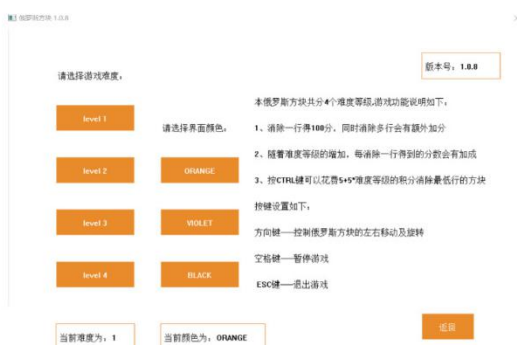 俄罗斯方块 1.0.0
版本号：1.0.0
请选择游戏难度：
level 1
level 2
level 3
level 4
请选择界面颜色：
ORANGE
VIOLET
BLACK
本俄罗斯方块共分4个难度等级,游戏功能说明如下：
1、消除一行得100分，同时消除多行会有额外加分
2、随着难度等级的增加，每消除一行得到的分数会有加成
3、按CTRL键可以花费5+5*难度等级的积分消除最低行的方块
按键设置如下：
方向键——控制俄罗斯方块的左右移动及旋转
空格键——暂停游戏
ESC键——退出游戏
当前难度为：1
当前颜色为：ORANGE
返回